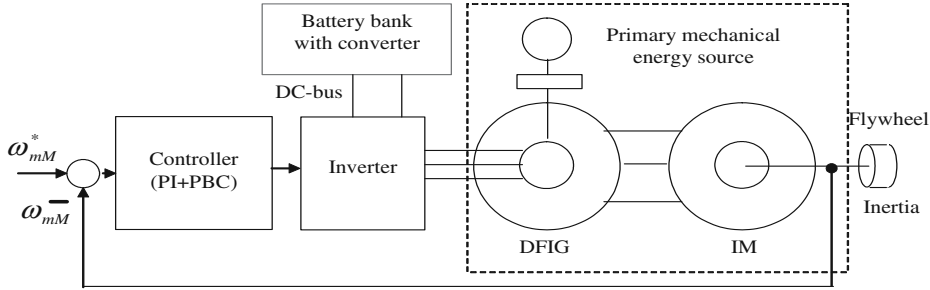 Battery bank
with converter
Primary mechanical
energy source
DC-bus
Flywheel
ω*mM
Controller
(PI+PBC)
Inverter
ωmM
Inertia
DFIG
IM